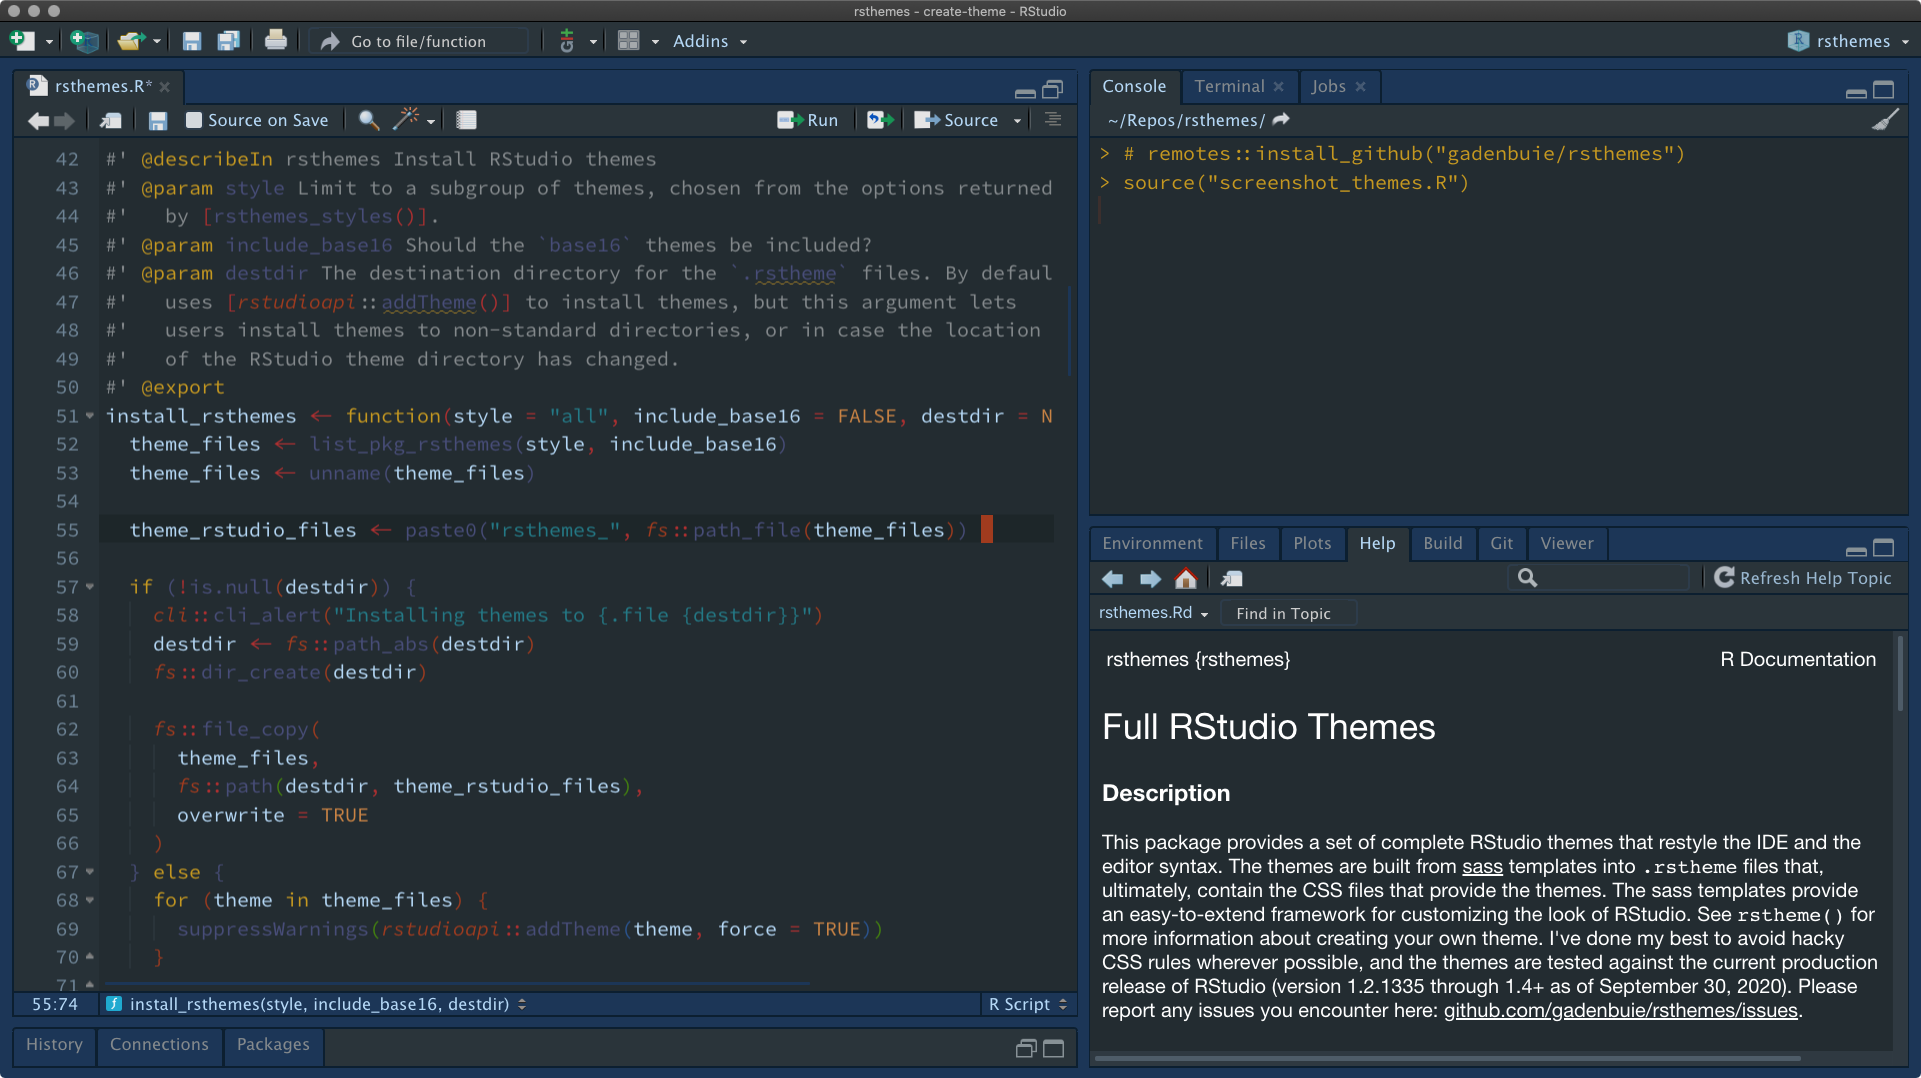 rsthemes - create-theme - RStudio
Go to file/function
Addins
rsthemes
rsthemes.R*
Source on Save
Run
Source
42 #' @describeIn rsthemes Install RStudio themes
43 #' @param style Limit to a subgroup of themes, chosen from the options returned
44 #'   by [rsthemes_styles()].
45 #' @param include_base16 Should the `base16` themes be included?
46 #' @param destdir The destination directory for the `.rstheme` files. By defaul
47 #'   uses [rstudioapi::addTheme()] to install themes, but this argument lets
48 #'   users install themes to non-standard directories, or in case the location
49 #'   of the RStudio theme directory has changed.
50 #' @export
51 install_rsthemes <- function(style = "all", include_base16 = FALSE, destdir = N
52   theme_files <- list_pkg_rsthemes(style, include_base16)
53   theme_files <- unname(theme_files)
54
55   theme_rstudio_files <- paste0("rsthemes_", fs::path_file(theme_files))
56
57   if (!is.null(destdir)) {
58     cli::cli_alert("Installing themes to {.file {destdir}}")
59     destdir <- fs::path_abs(destdir)
60     fs::dir_create(destdir)
61
62     fs::file_copy(
63       theme_files,
64       fs::path(destdir, theme_rstudio_files),
65       overwrite = TRUE
66     )
67   } else {
68     for (theme in theme_files) {
69       suppressWarnings(rstudioapi::addTheme(theme, force = TRUE))
70     }
71
55:74
install_rsthemes(style, include_base16, destdir)
R Script
History
Connections
Packages
Console
Terminal
Jobs
~/Repos/rsthemes/
> # remotes::install_github("gadenbuie/rsthemes")
> source("screenshot_themes.R")
Environment
Files
Plots
Help
Build
Git
Viewer
Refresh Help Topic
rsthemes.Rd
Find in Topic
rsthemes {rsthemes}
R Documentation
Full RStudio Themes
Description
This package provides a set of complete RStudio themes that restyle the IDE and the
editor syntax. The themes are built from sass templates into .rstheme files that,
ultimately, contain the CSS files that provide the themes. The sass templates provide
an easy-to-extend framework for customizing the look of RStudio. See rstheme() for
more information about creating your own theme. I've done my best to avoid hacky
CSS rules wherever possible, and the themes are tested against the current production
release of RStudio (version 1.2.1335 through 1.4+ as of September 30, 2020). Please
report any issues you encounter here: github.com/gadenbuie/rsthemes/issues.